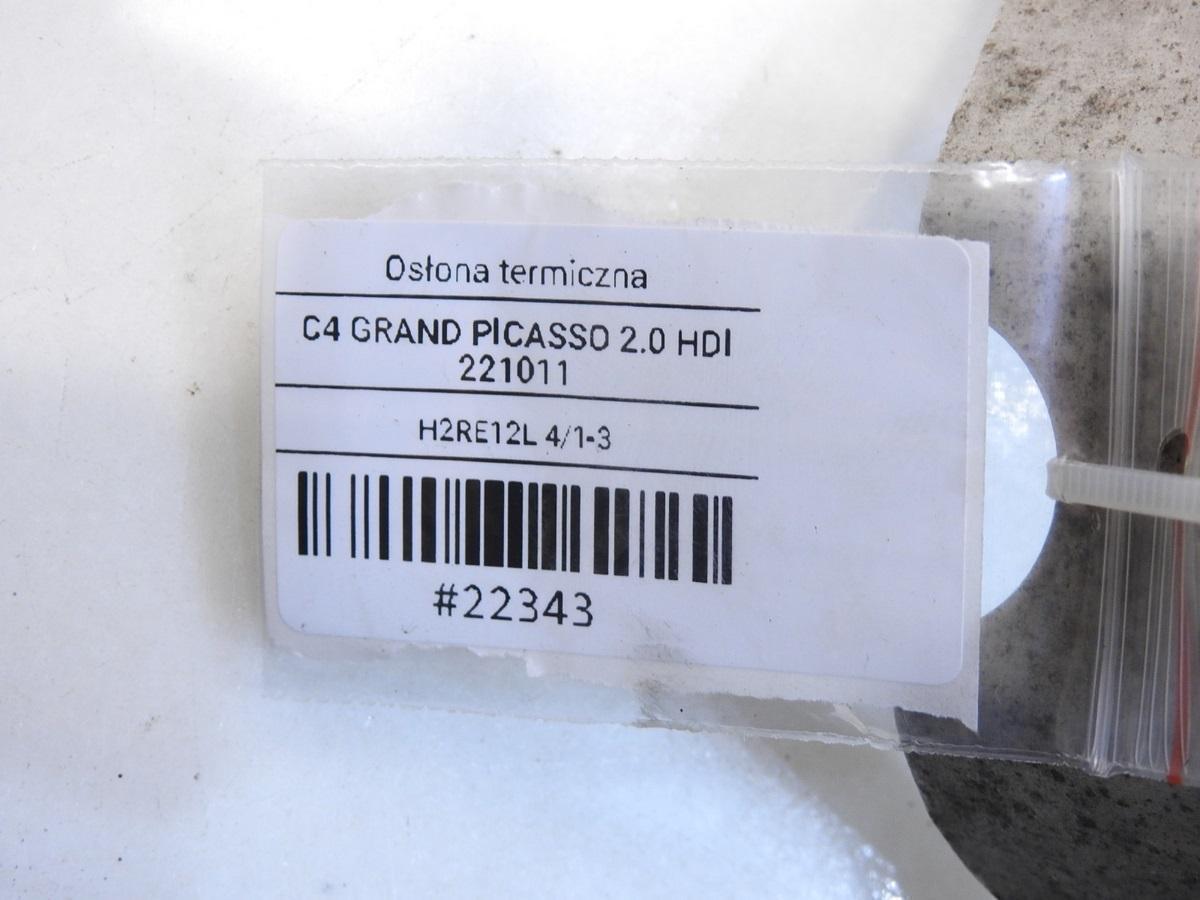 Osłona termiczna
C4 GRAND PICASSO 2.0 HDI
221011
H2RE12L 4/1-3
#22343